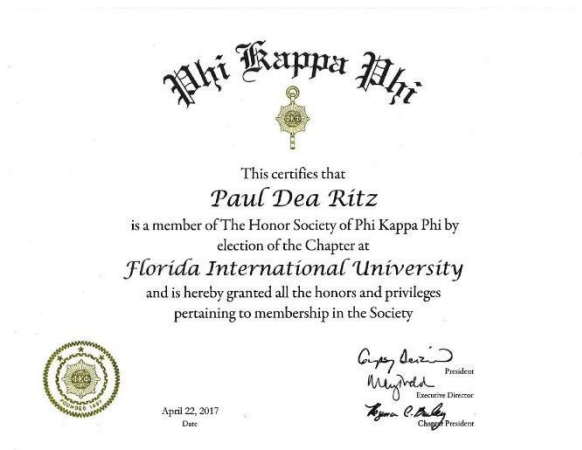 Phi Kappa Phi
This certifies that
Paul Dea Ritz
is a member of The Honor Society of Phi Kappa Phi by
election of the Chapter at
Florida International University
and is hereby granted all the honors and privileges
pertaining to membership in the Society
President
Executive Director
April 22, 2017
Date
Chapter President
FOUNDED 1897